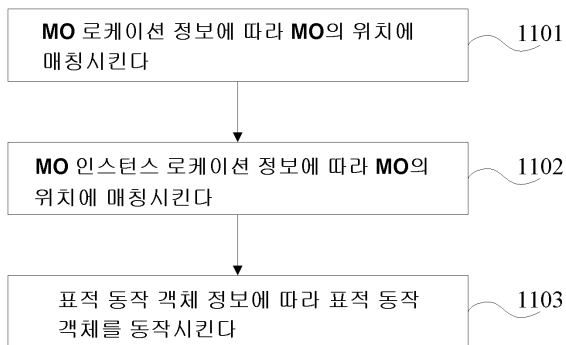 MO 로케이션 정보에 따라 MO의 위치에
매칭시킨다
1101
MO 인스턴스 로케이션 정보에 따라 MO의
위치에 매칭시킨다
1102
표적 동작 객체 정보에 따라 표적 동작
객체를 동작시킨다
1103